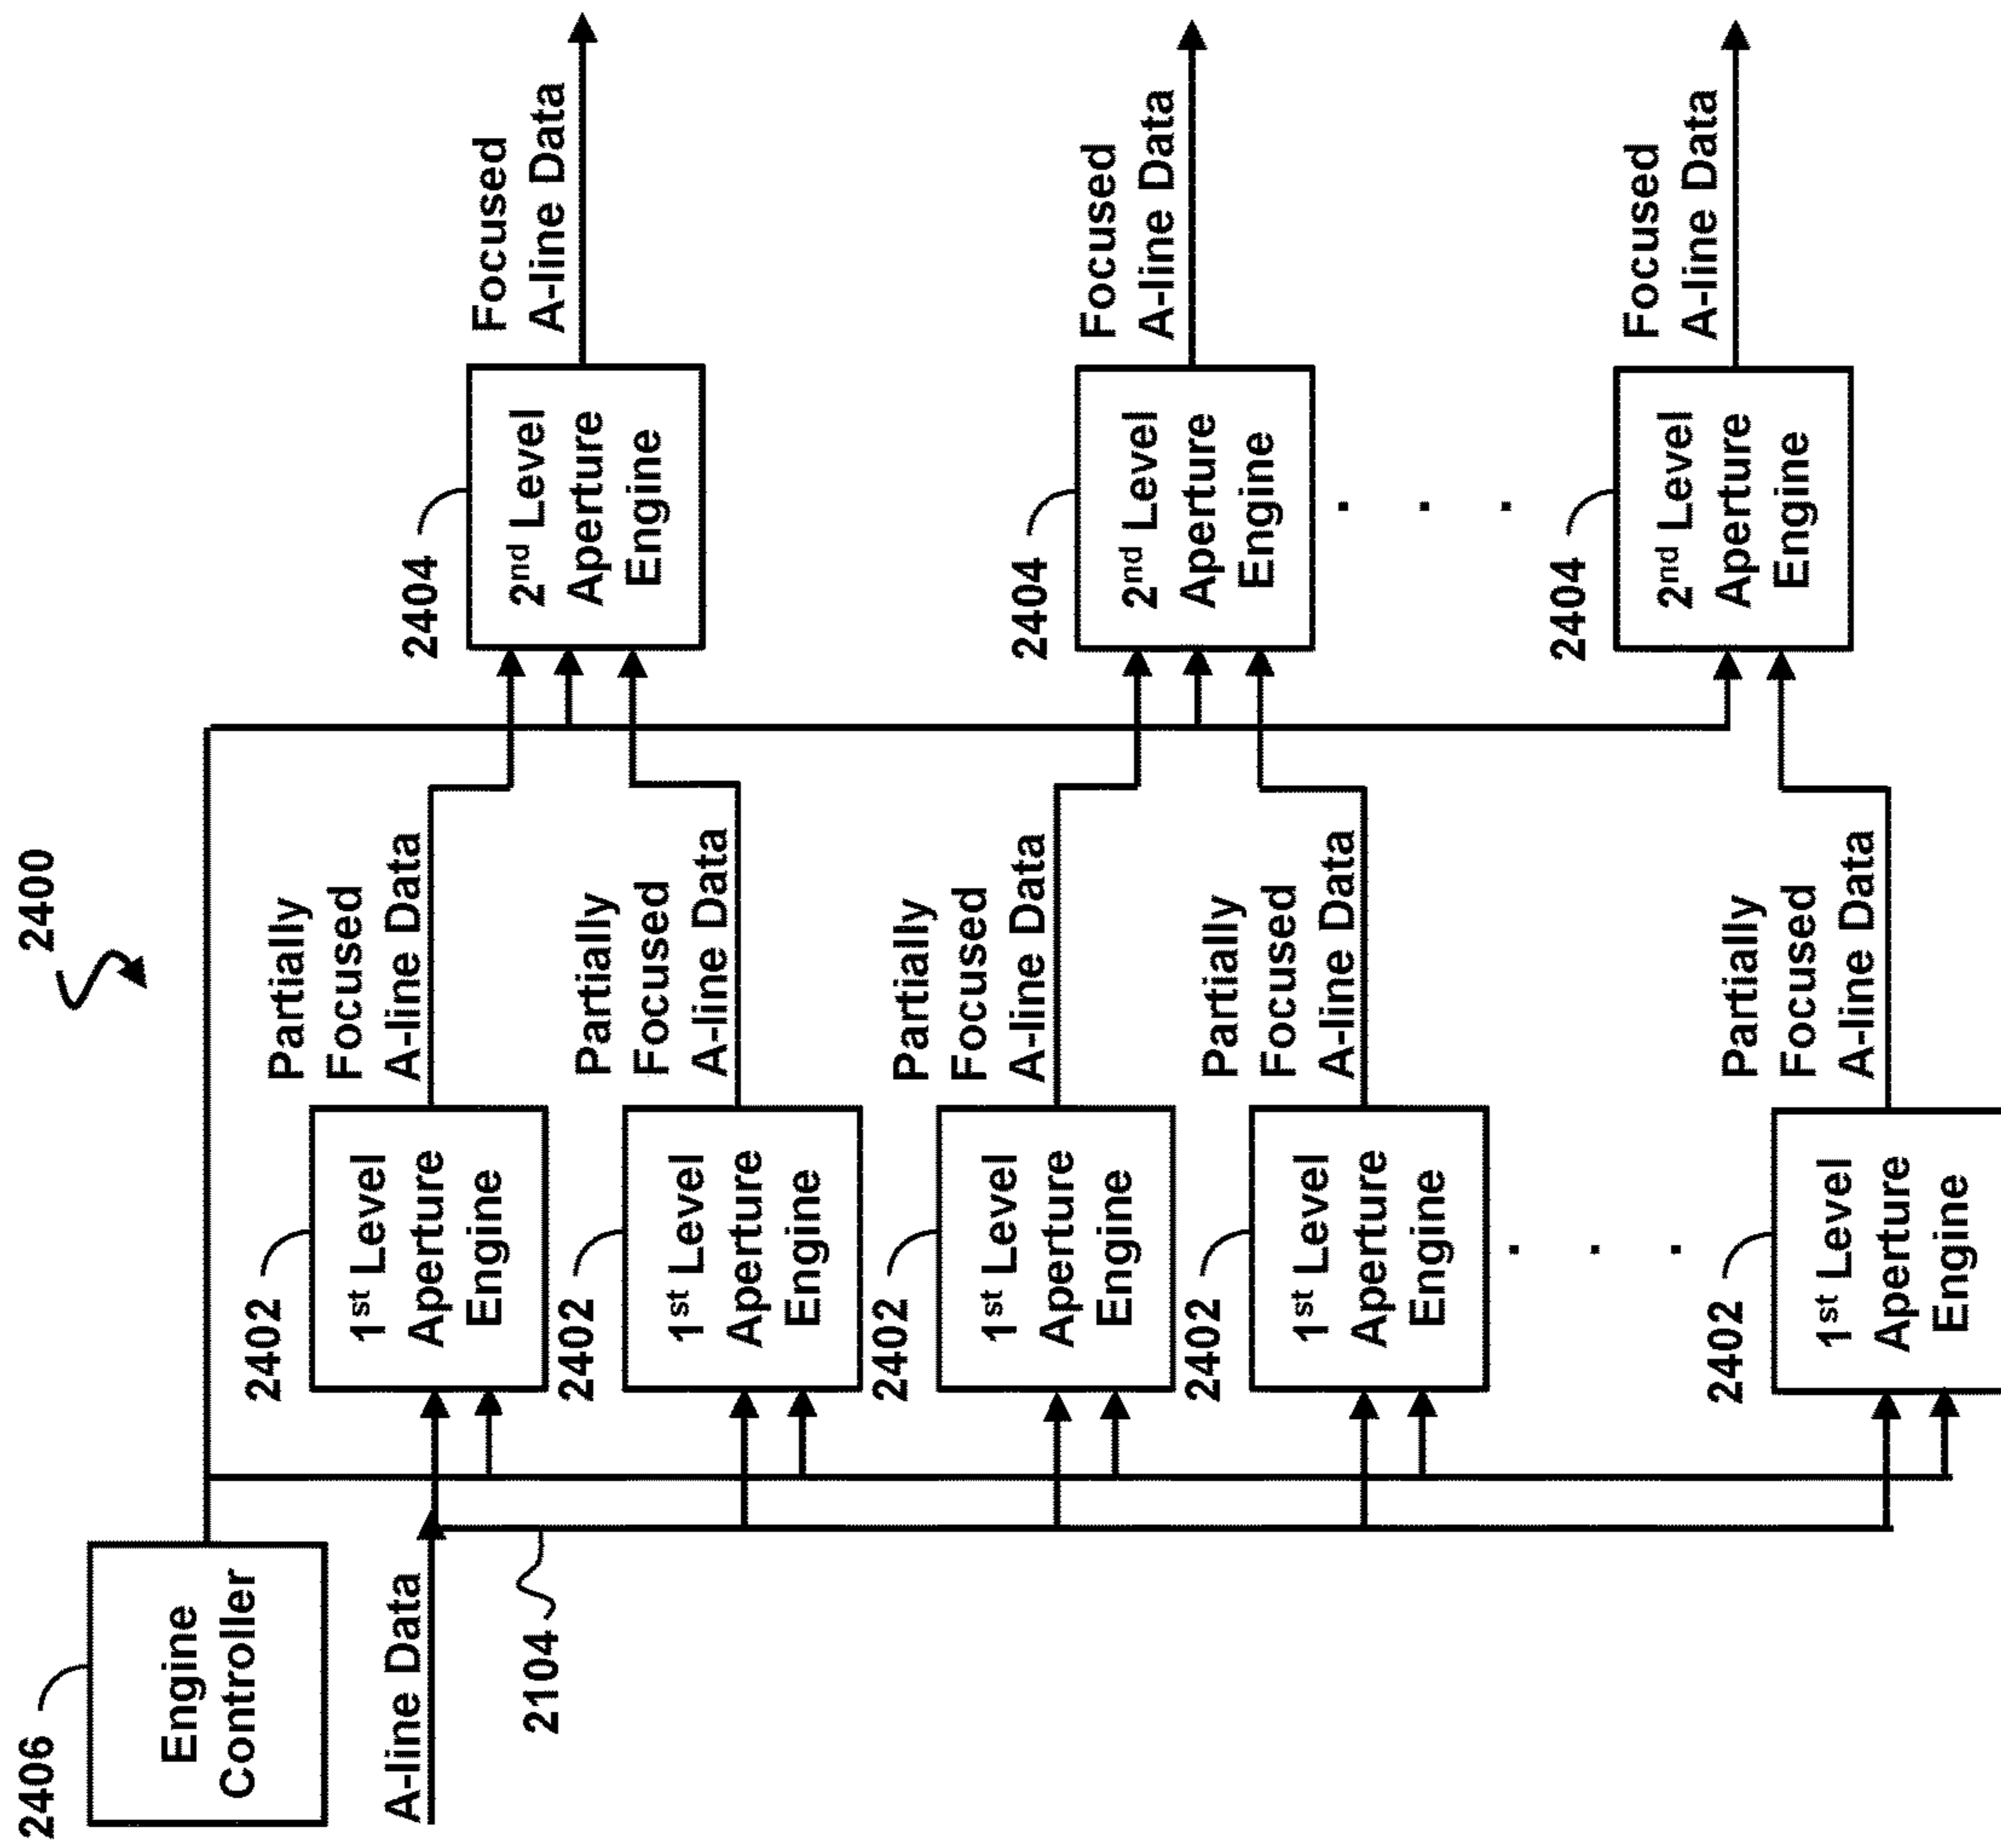 2400
2406
Engine
Controller
A-line Data
2104
2402
1st Level
Aperture
Engine
Partially
Focused
A-line Data
2404
2nd Level
Aperture
Engine
Focused
A-line Data
2402
1st Level
Aperture
Engine
Partially
Focused
A-line Data
2402
1st Level
Aperture
Engine
Partially
Focused
A-line Data
2404
2nd Level
Aperture
Engine
Focused
A-line Data
2402
1st Level
Aperture
Engine
Partially
Focused
A-line Data
2402
1st Level
Aperture
Engine
Partially
Focused
A-line Data
2404
2nd Level
Aperture
Engine
Focused
A-line Data